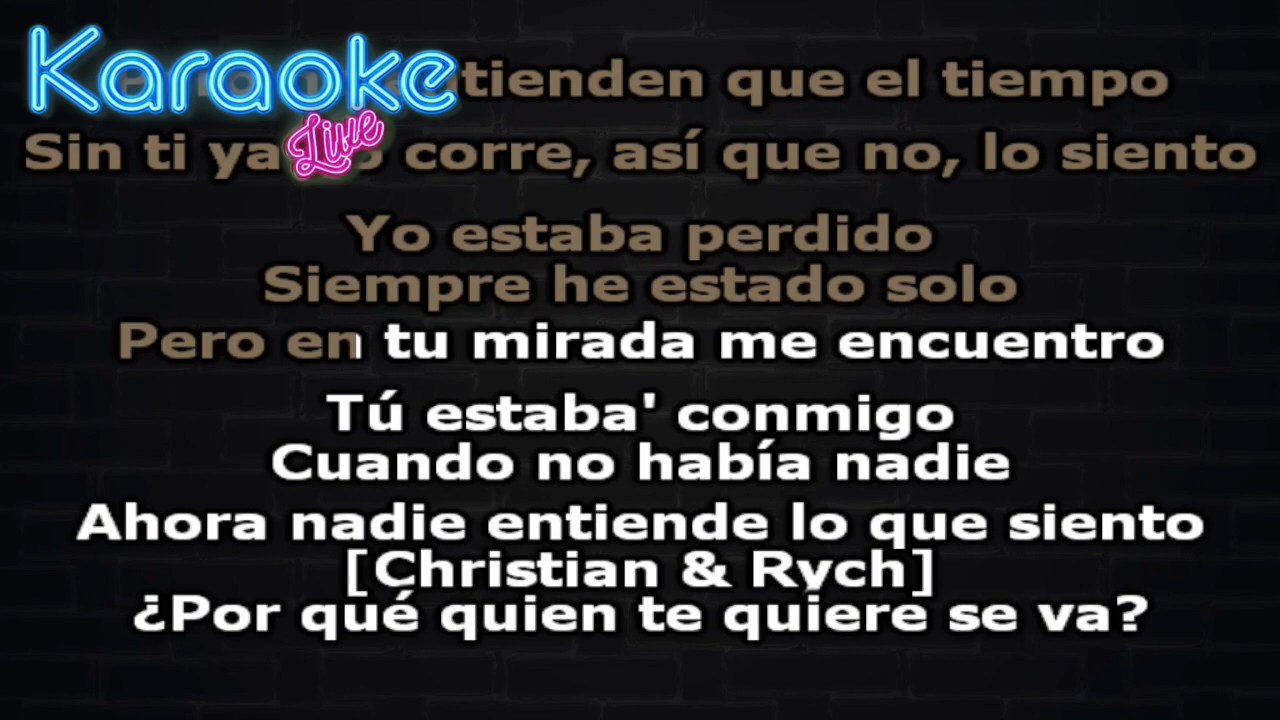 Karaoke
Live
tienden que el tiempo
Sin ti ya corre, así que no, lo siento
Yo estaba perdido
Siempre he estado solo
Pero en tu mirada me encuentro
Tú estaba' conmigo
Cuando no había nadie
Ahora nadie entiende lo que siento
[Christian & Rych]
¿Por qué quien te quiere se va?